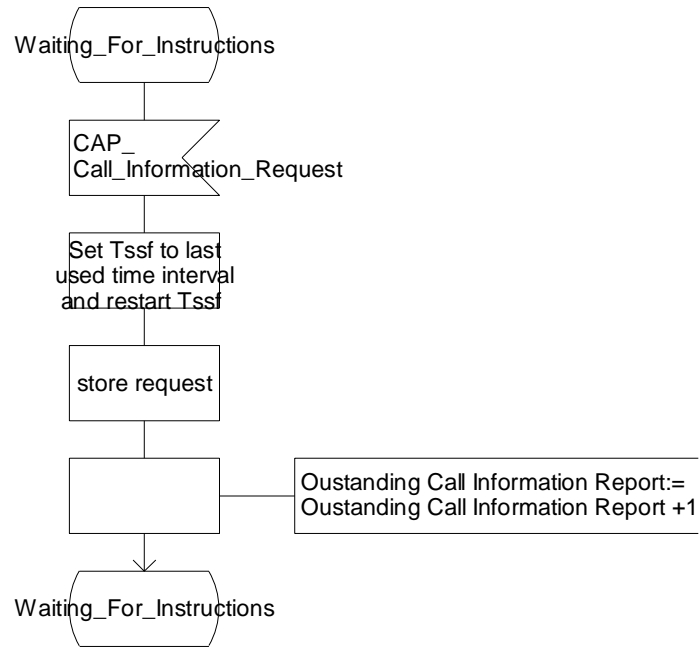 Waiting_For_Instructions
CAP_
Call_Information_Request
Set Tssf to last
used time interval
and restart Tssf
store request
Oustanding Call Information Report:=
Oustanding Call Information Report +1
Waiting_For_Instructions